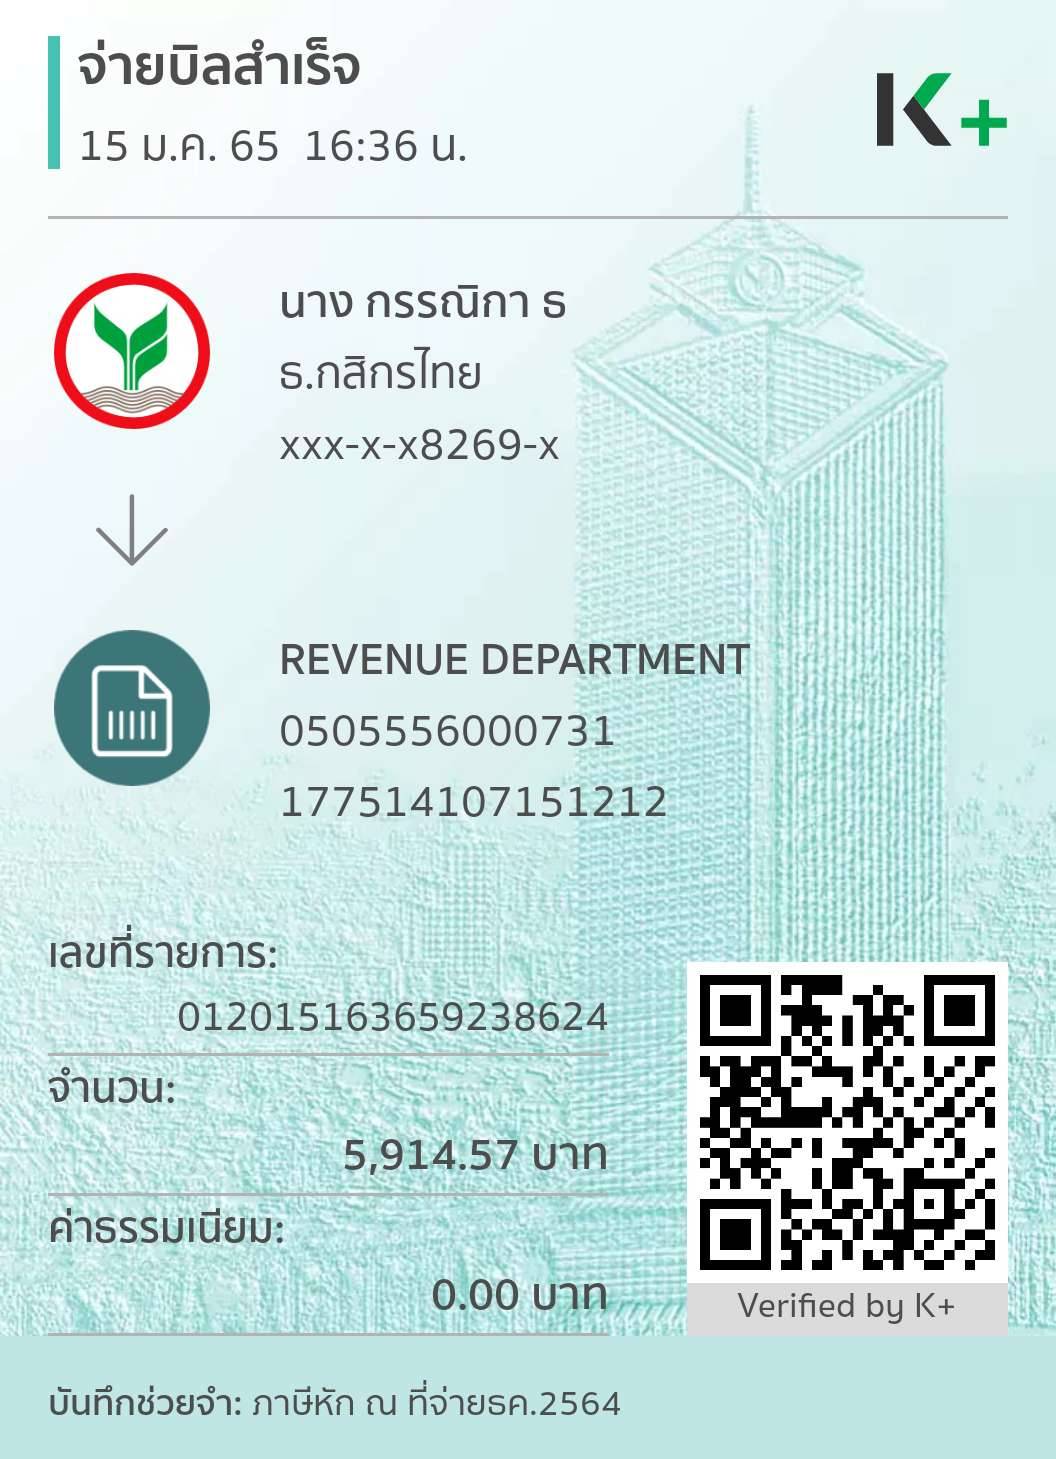 จ่ายบิลสำเร็จ
15 ม.ค. 65 16:36 น.
K+
นาง กรรณิกา ธ
ธ.กสิกรไทย
xxx-x-x8269-x
REVENUE DEPARTMENT
0505556000731
177514107151212
เลขที่รายการ:
012015163659238624
จำนวน:
5,914.57 บาท
ค่าธรรมเนียม:
0.00 บาท
Verified by K+
บันทึกช่วยจำ: ภาษีหัก ณ ที่จ่ายธค.2564